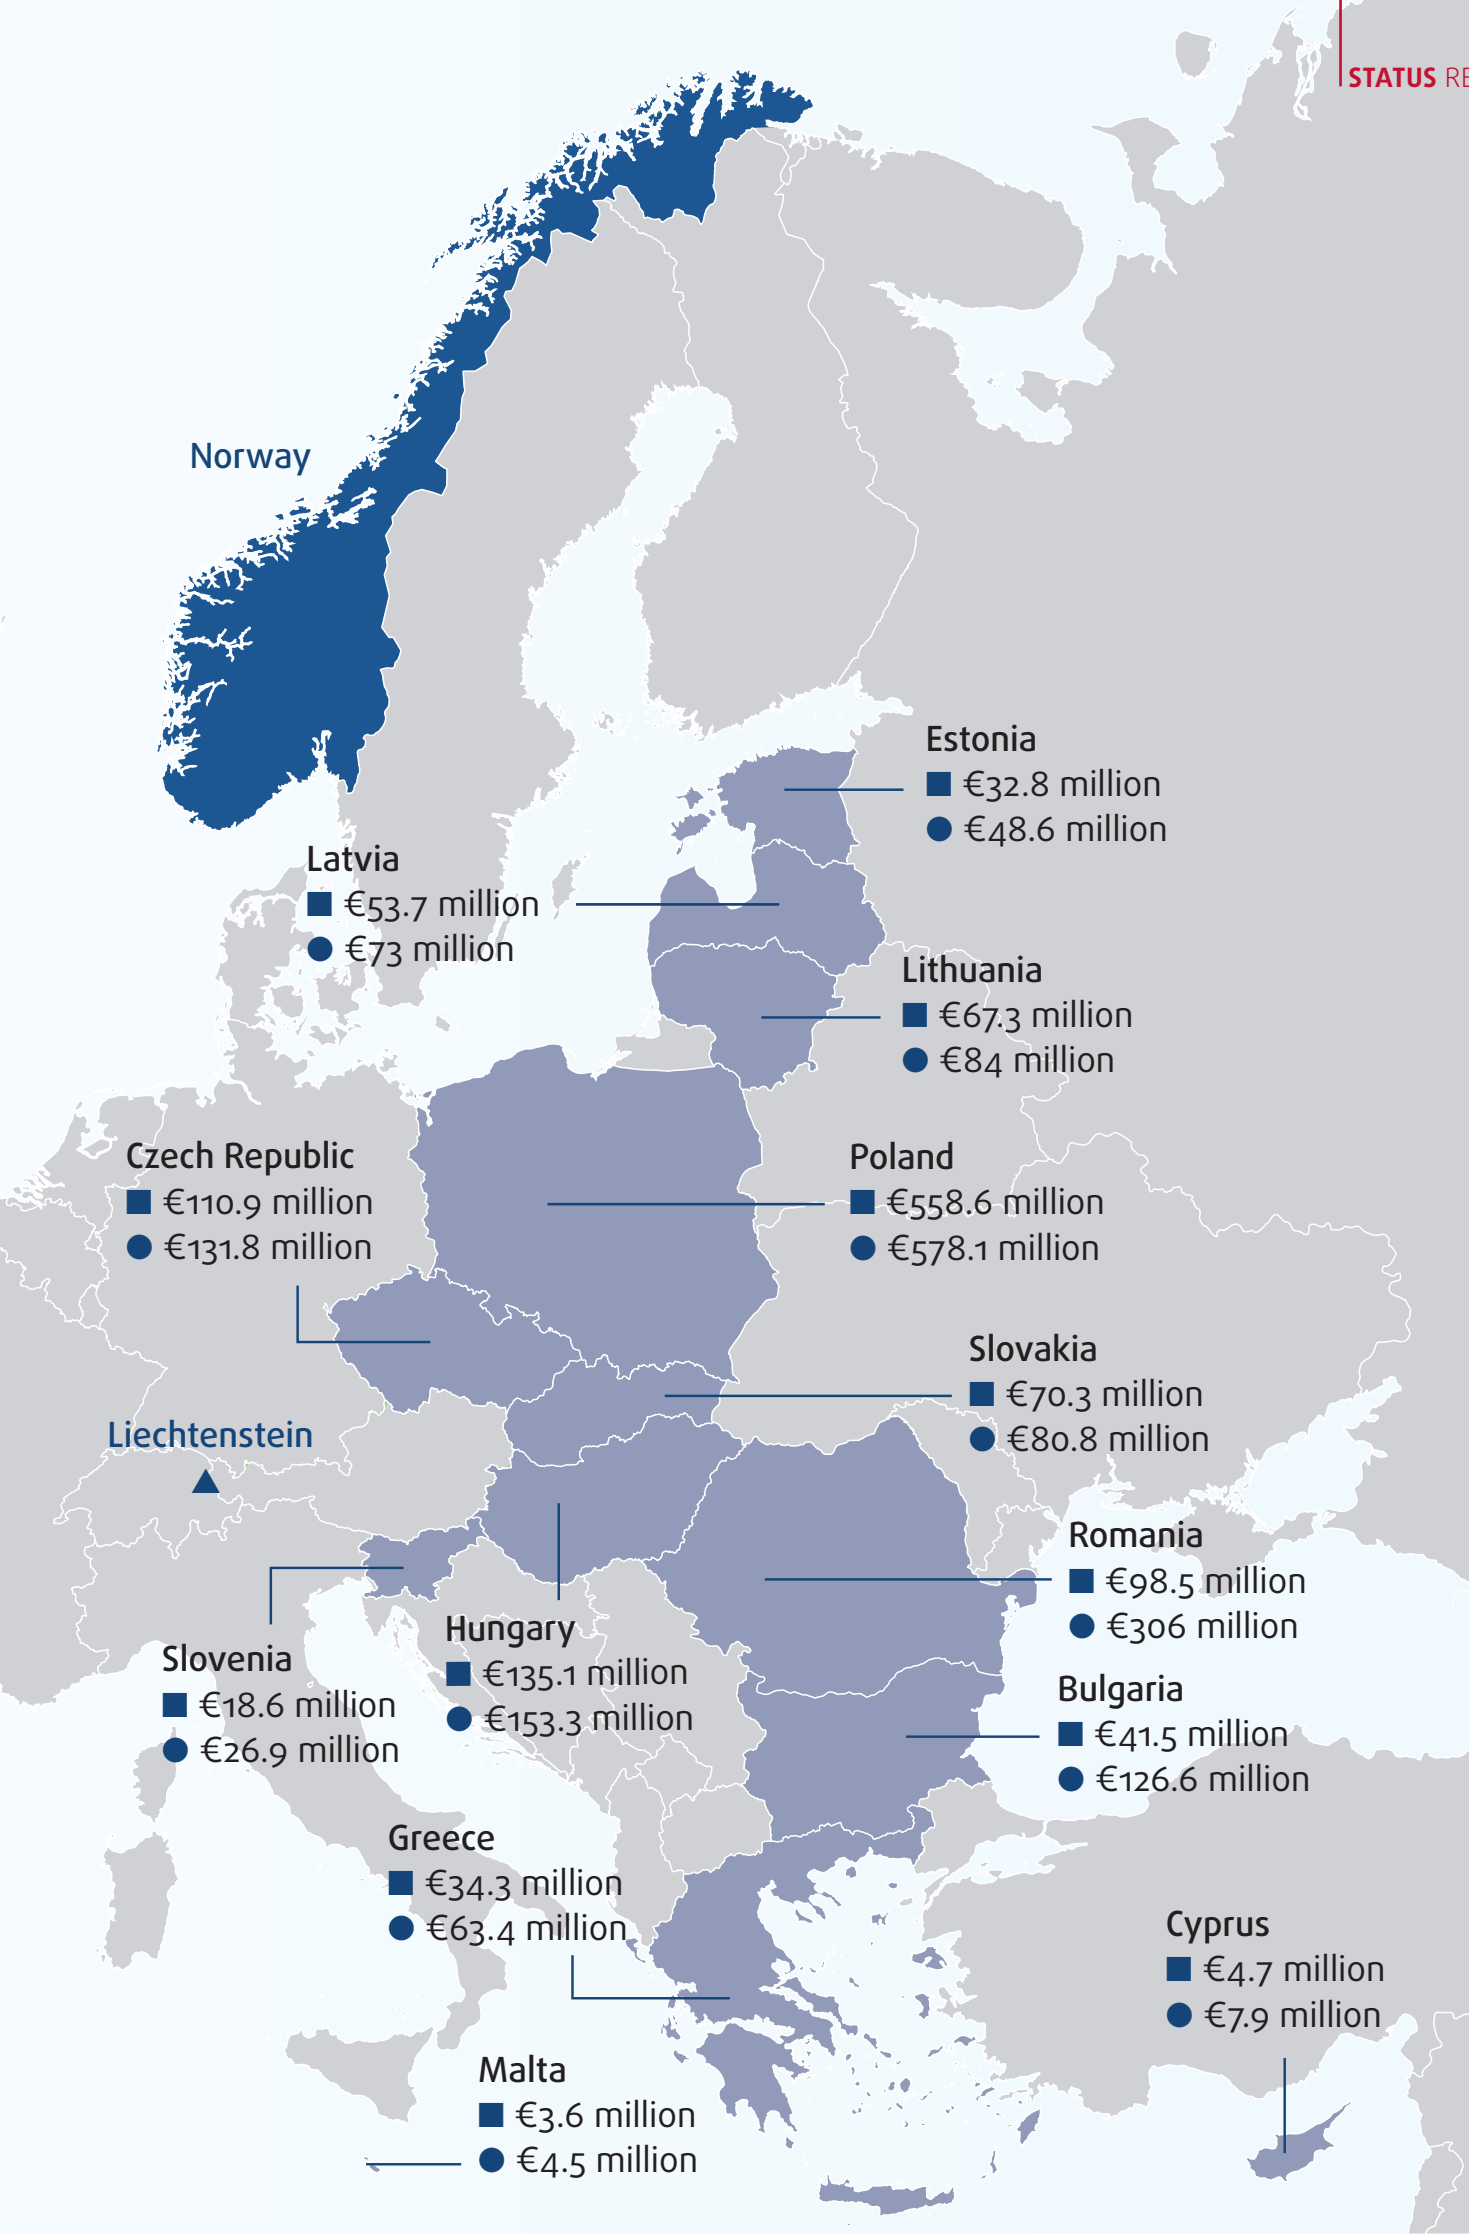 STATUS RE
Norway
Estonia
€32.8 million
€48.6 million
Latvia
€53.7 million
€73 million
Lithuania
€67.3 million
€84 million
Czech Republic
€110.9 million
€131.8 million
Poland
€558.6 million
€578.1 million
Slovakia
€70.3 million
€80.8 million
Liechtenstein
Romania
€98.5 million
€306 million
Hungary
€135.1 million
€153.3 million
Slovenia
€18.6 million
€26.9 million
Bulgaria
€41.5 million
€126.6 million
Greece
€34.3 million
€63.4 million
Cyprus
€4.7 million
€7.9 million
Malta
€3.6 million
€4.5 million